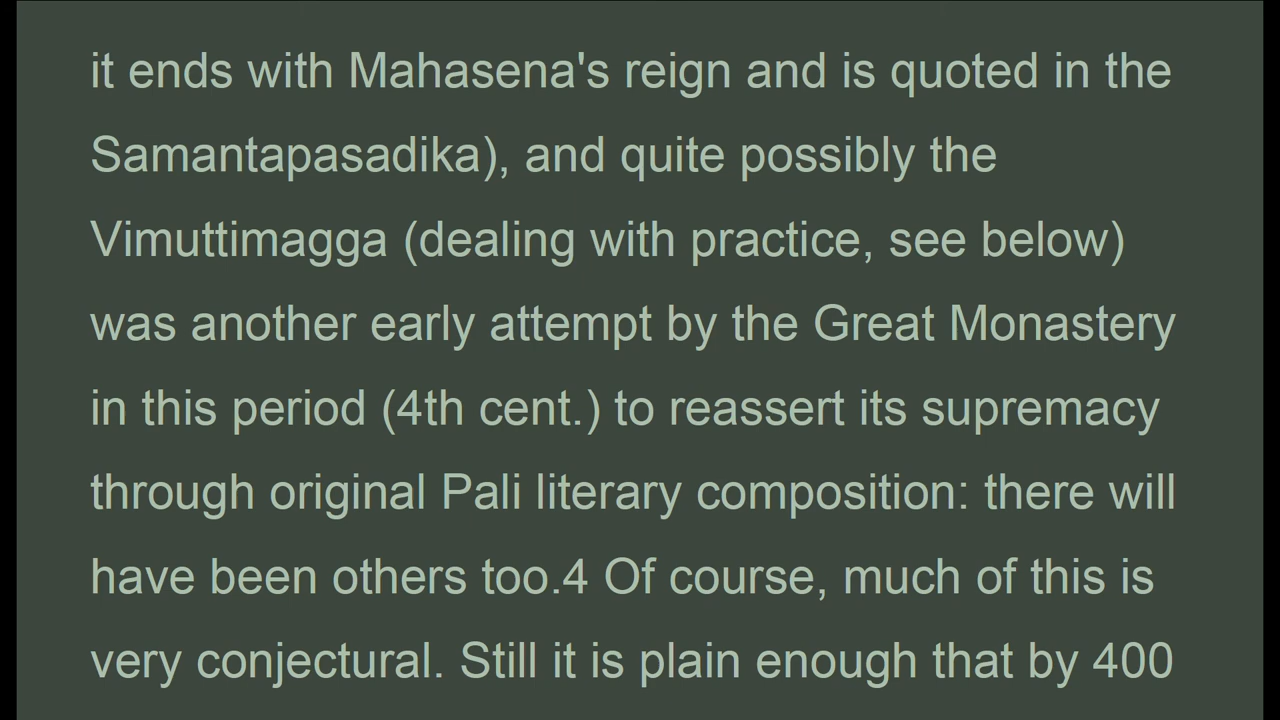 it ends with Mahasena's reign and is quoted in the
Samantapasadika), and quite possibly the
Vimuttimagga (dealing with practice, see below)
was another early attempt by the Great Monastery
in this period (4th cent.) to reassert its supremacy
through original Pali literary composition: there will
have been others too.4 Of course, much of this is
very conjectural. Still it is plain enough that by 400